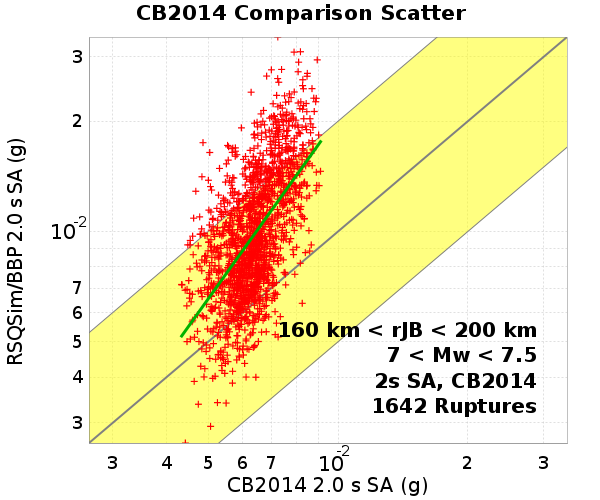 CB2014 Comparison Scatter
RSQSim/BBP 2.0 s SA (g)
3
2
10-2
7
6
5
4
3
160 km < rJB < 200 km
7 < Mw < 7.5
2s SA, CB2014
1642 Ruptures
3 4 5 6 7 10-2 2 3
CB2014 2.0 s SA (g)